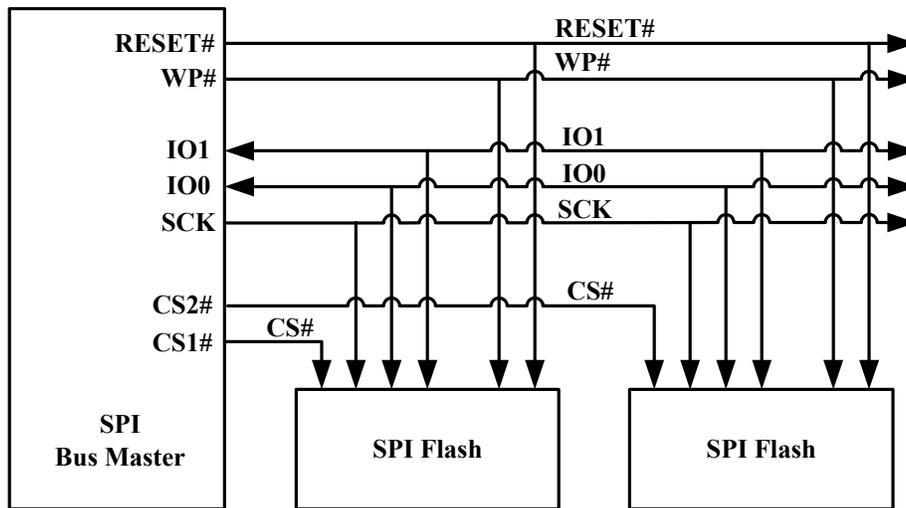 RESET#
RESET#
WP#
WP#
IO1
IO1
IO0
IO0
SCK
SCK
CS2#
CS#
CS1#
CS#
SPI
Bus Master
SPI Flash
SPI Flash